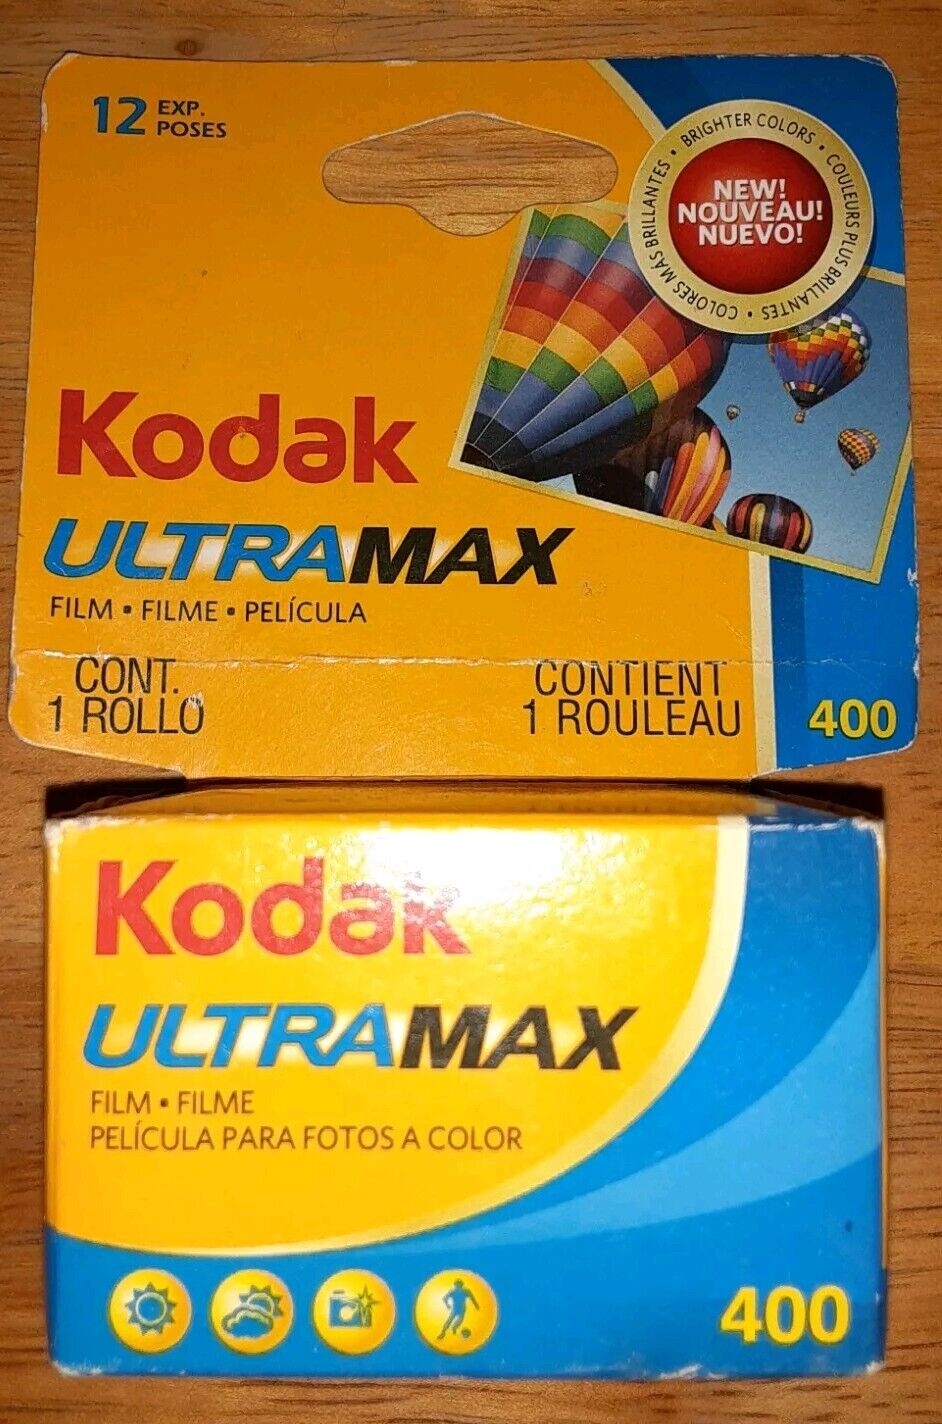 12 EXP.
POSES
BRIGHTER COLORS • COULEURS PLUS BRILLANTES • COLORES MÁS BRILLANTES •
NEW!
NOUVEAU!
NUEVO!
Kodak
ULTRAMAX
FILM • FILME • PELÍCULA
CONT.
1 ROLLO
CONTIENT
1 ROULEAU
400
Kodak
ULTRAMAX
FILM • FILME
PELÍCULA PARA FOTOS A COLOR
400